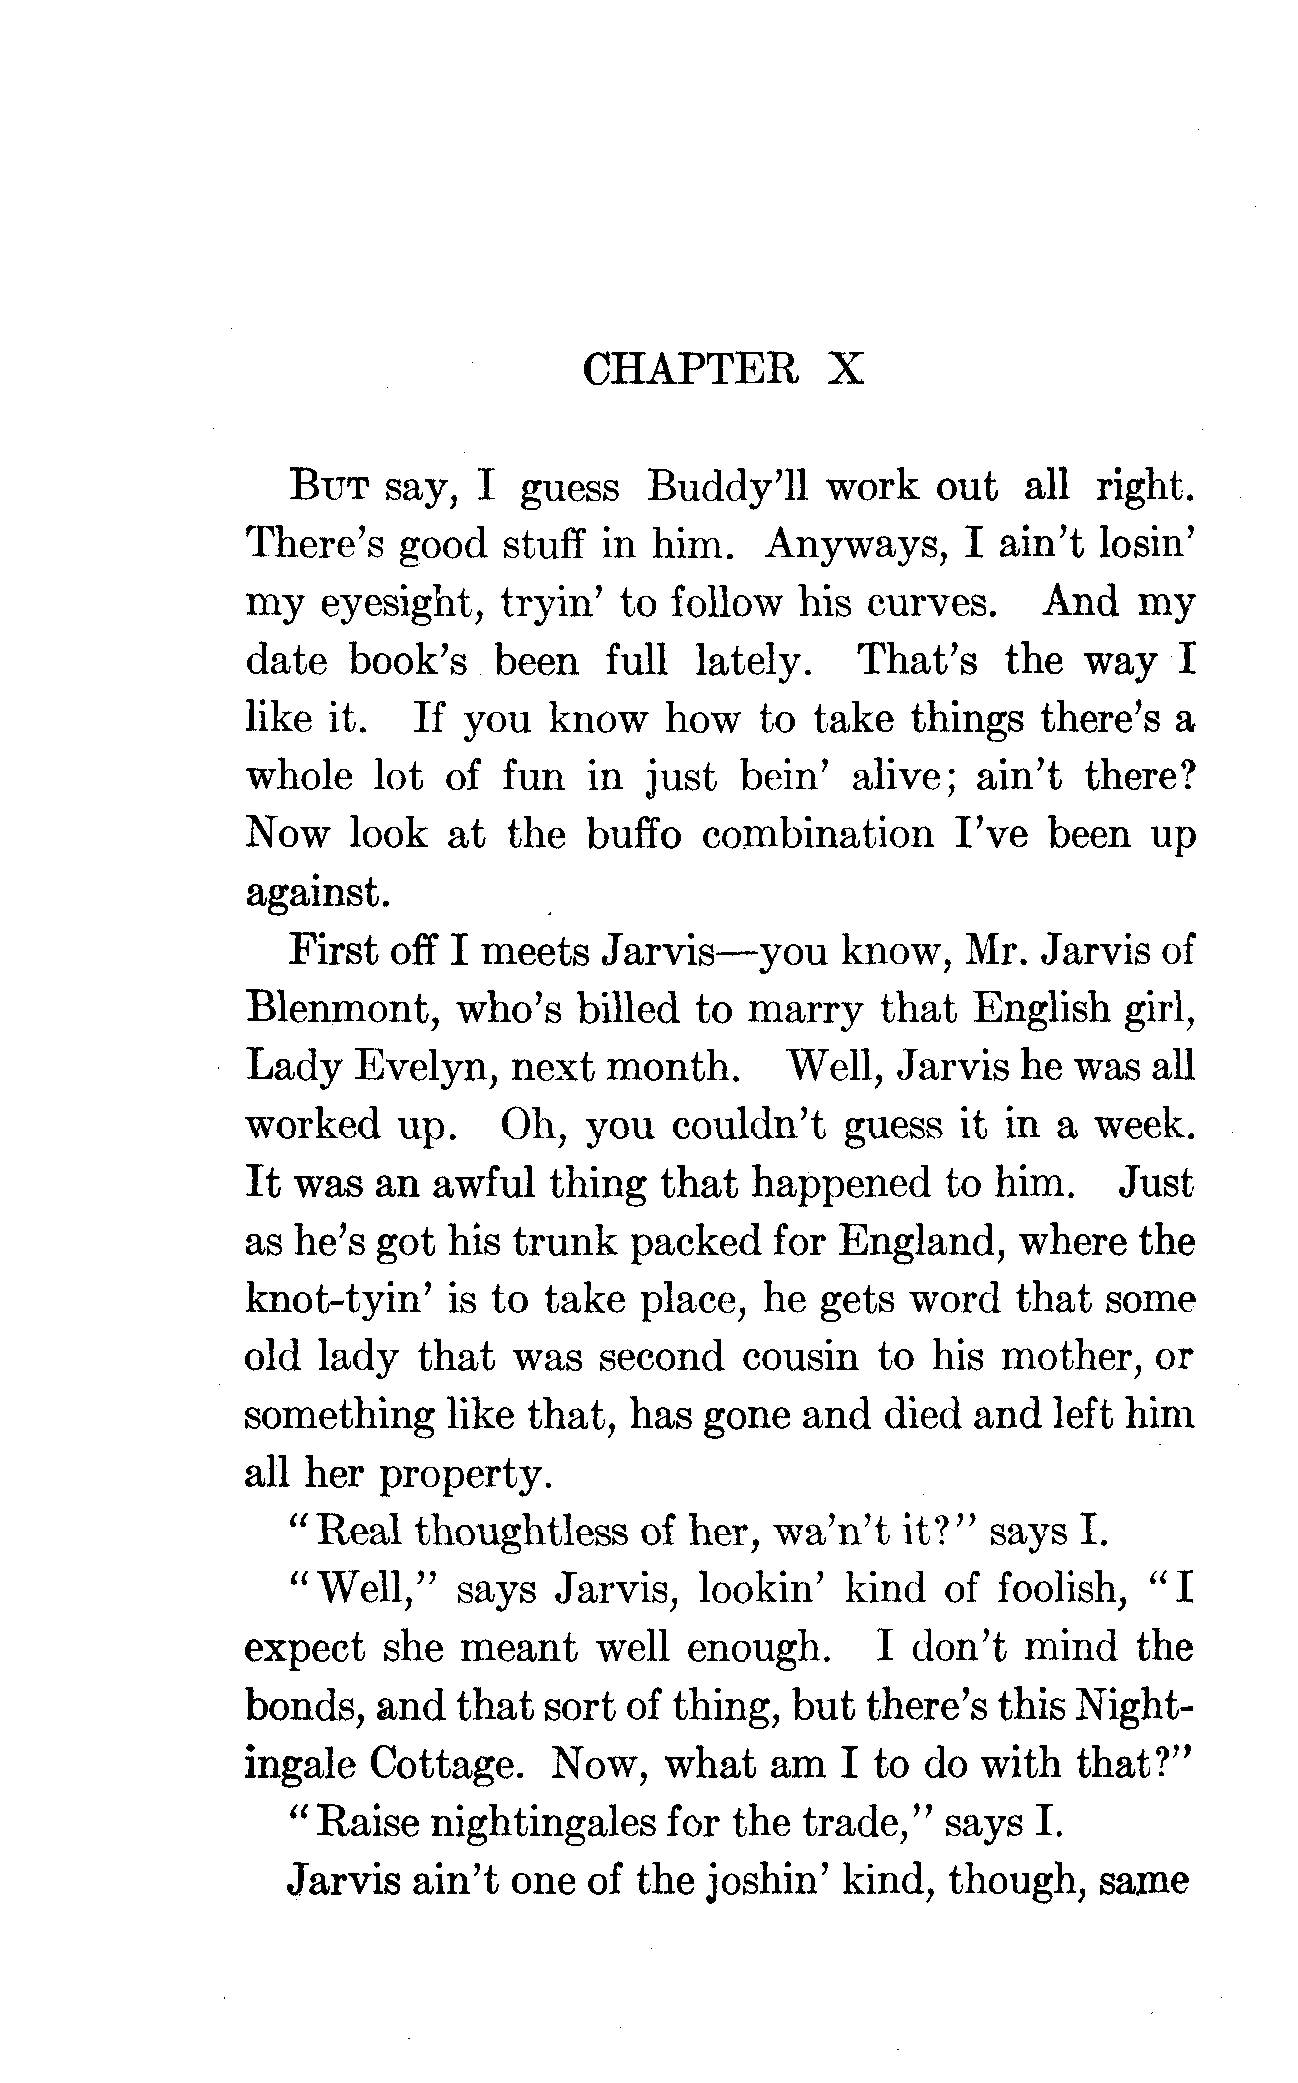 CHAPTER X
But say, I guess Buddy'll work out all right.
There's good stuff in him. Anyways, I ain't losin'
my eyesight, tryin' to follow his curves. And my
date book's been full lately. That's the way I
like it. If you know how to take things there's a
whole lot of fun in just bein' alive; ain't there?
Now look at the buffo combination I've been up
against.
First off I meets Jarvis—you know, Mr. Jarvis of
Blenmont, who's billed to marry that English girl,
Lady Evelyn, next month. Well, Jarvis he was all
worked up. Oh, you couldn't guess it in a week.
It was an awful thing that happened to him. Just
as he's got his trunk packed for England, where the
knot-tyin' is to take place, he gets word that some
old lady that was second cousin to his mother, or
something like that, has gone and died and left him
all her property.
"Real thoughtless of her, wa'n't it?" says I.
"Well," says Jarvis, lookin' kind of foolish, "I
expect she meant well enough. I don't mind the
bonds, and that sort of thing, but there's this Night-
ingale Cottage. Now, what am I to do with that?"
"Raise nightingales for the trade," says I.
Jarvis ain't one of the joshin' kind, though, same